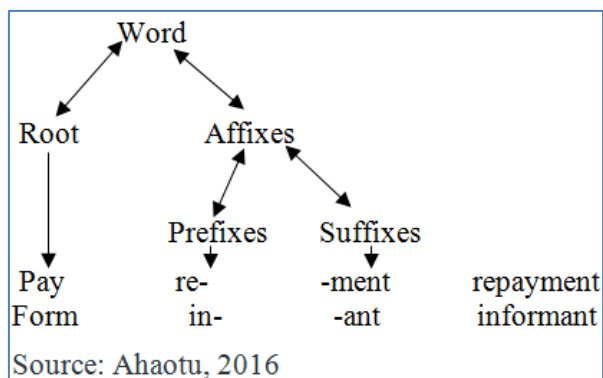 Word
Root Affixes
Prefixes Suffixes
Pay re- -ment repayment
Form in- -ant informant
Source: Ahaotu, 2016